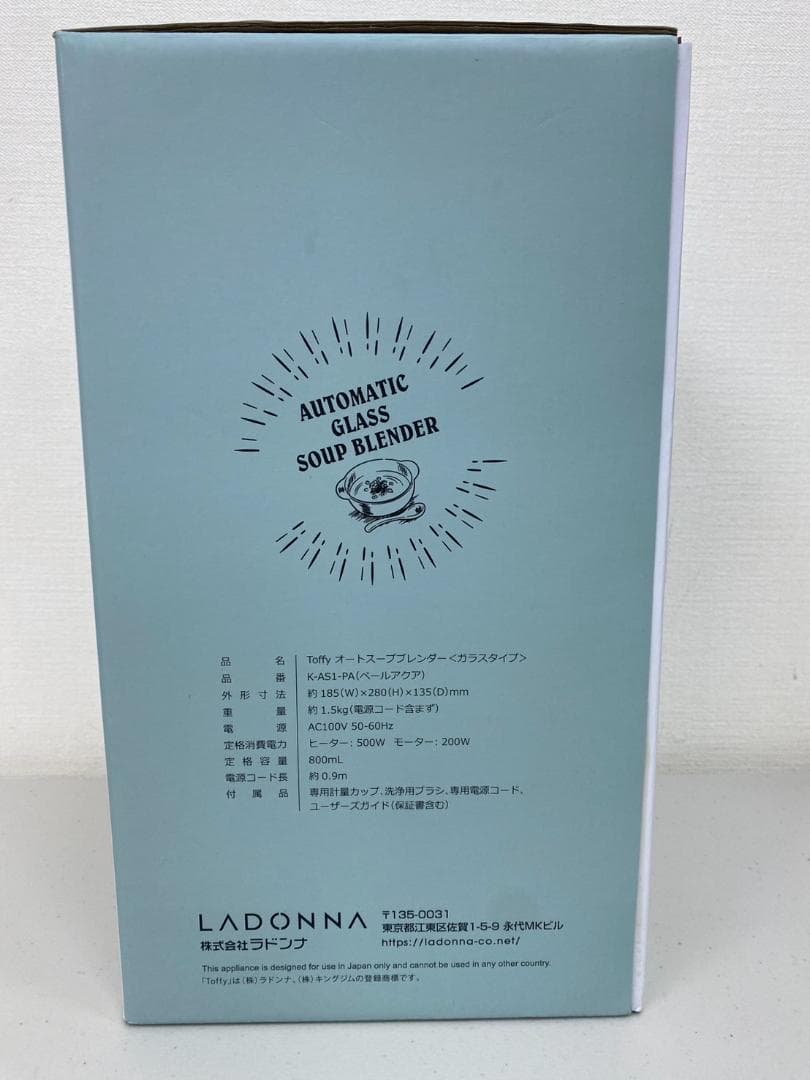 AUTOMATIC
GLASS
SOUP BLENDER
品名 Toffy オートスープブレンダー<ガラスタイプ>
品番 K-AS1-PA(ペールアクア)
外形寸法 約185(W)×280(H)×135(D)mm
重量 約1.5kg(電源コード含まず)
電源 AC100V 50-60Hz
定格消費電力 ヒーター: 500W モーター: 200W
定格容量 800mL
電源コード長 約0.9m
付属品 専用計量カップ、洗浄用ブラシ、専用電源コード、
ユーザーズガイド(保証書含む)
LADONNA
株式会社ラドンナ
〒135-0031
東京都江東区佐賀1-5-9 永代MKビル
https://ladonna-co.net/
This appliance is designed for use in Japan only and cannot be used in any other country.
「Toffy」は(株)ラドンナ、(株)キングジムの登録商標です。